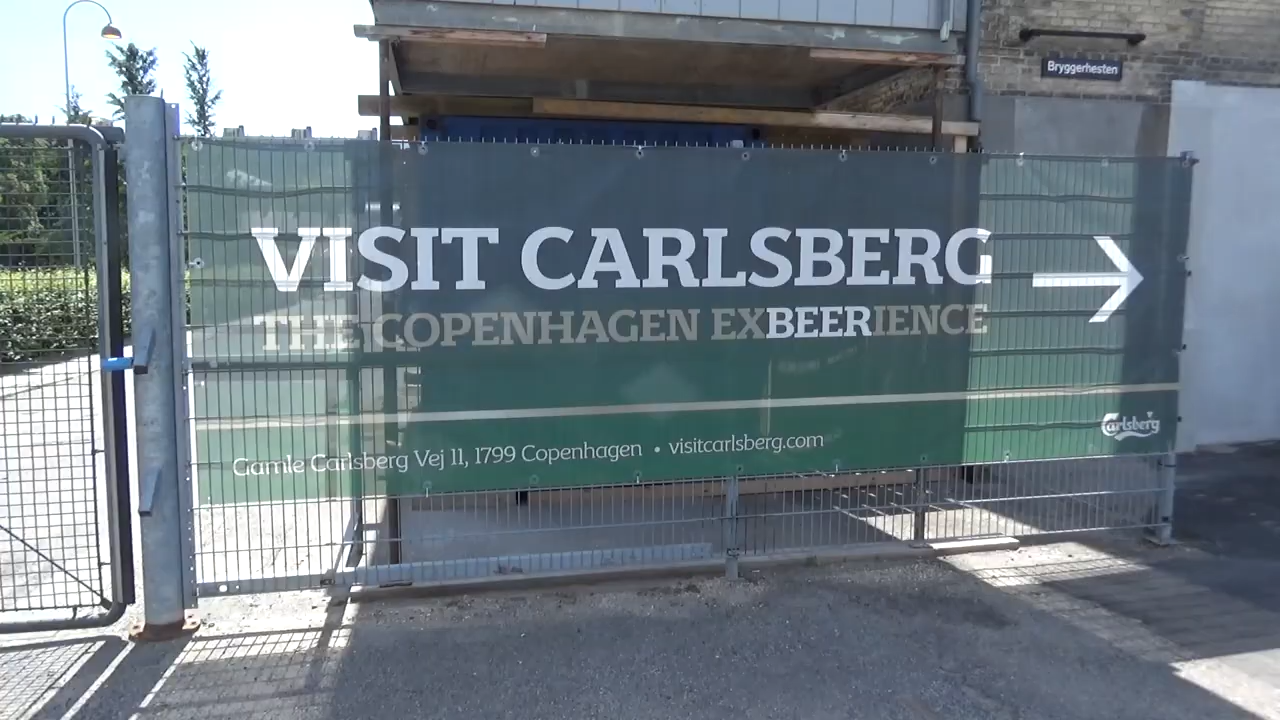 Bryggerhesten
VISIT CARLSBERG
THE COPENHAGEN EXBEERIENCE
Gamle Carlsberg Vej 11, 1799 Copenhagen • visitcarlsberg.com
Carlsberg